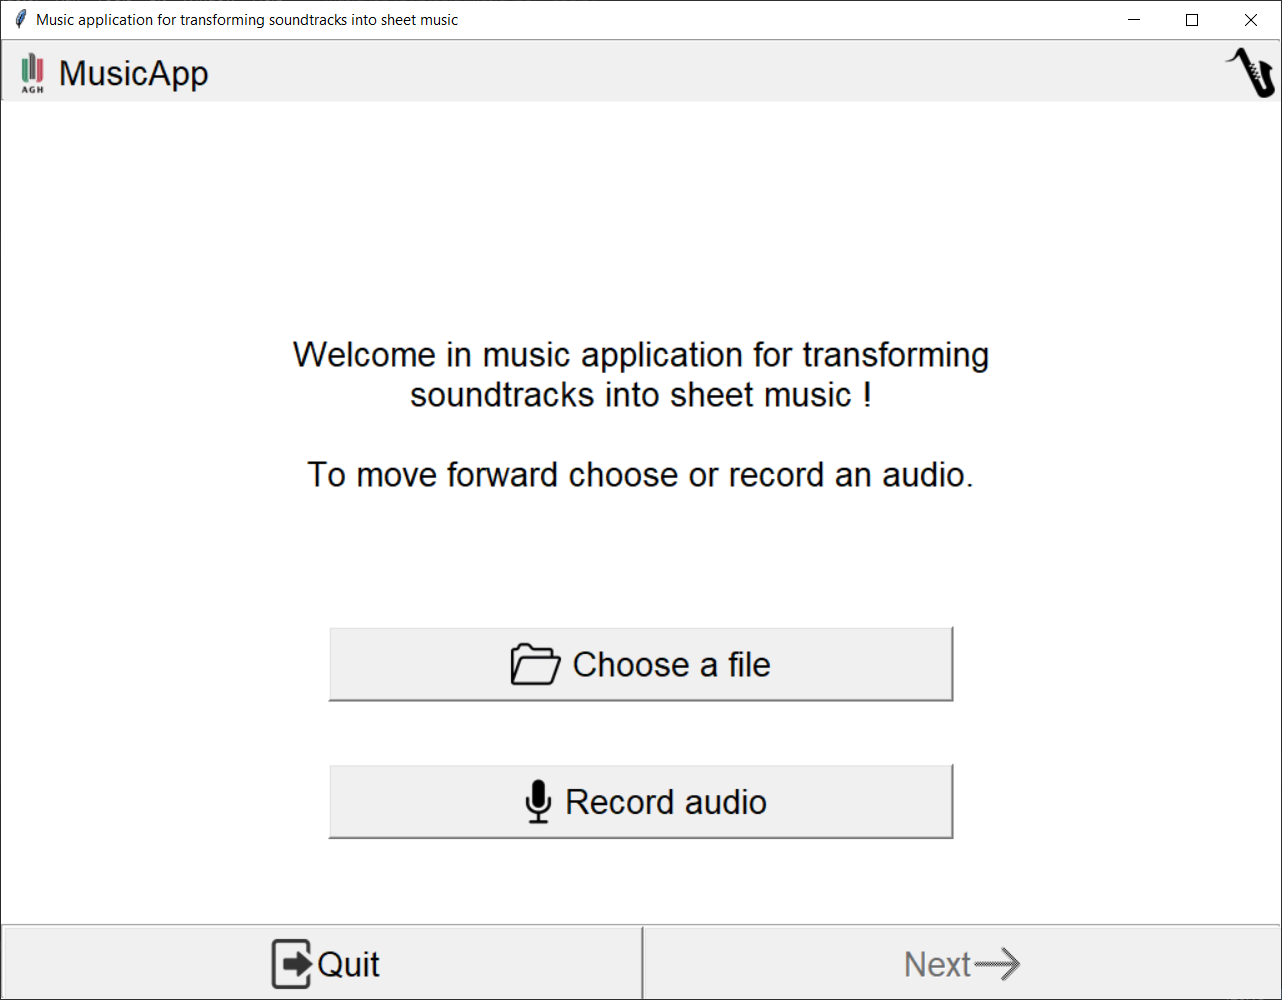 Music application for transforming soundtracks into sheet music
AGH
MusicApp
Welcome in music application for transforming
soundtracks into sheet music !
To move forward choose or record an audio.
Choose a file
Record audio
Quit
Next